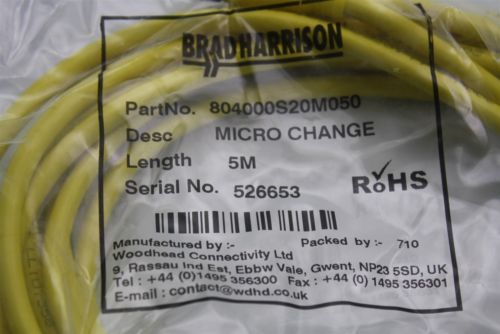 BRADHARRISON
PartNo. 804000S20M050
Desc MICRO CHANGE
Length 5M
Serial No. 526653
RoHS
Manufactured by :- Packed by :- 710
Woodhead Connectivity Ltd
9, Rassau Ind Est, Ebbw Vale, Gwent, NP23 5SD, UK
Tel : +44 (0)1495 356300 Fax : +44 (0)1495 356301
E-mail : contact@wdhd.co.uk